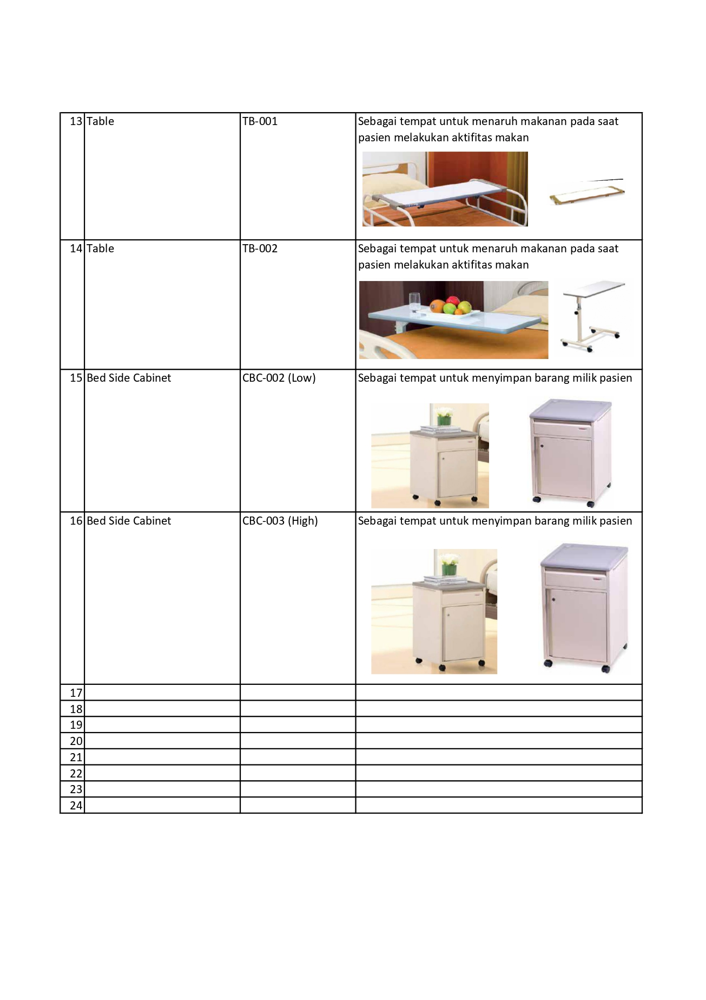 13 Table TB-001 Sebagai tempat untuk menaruh makanan pada saat
pasien melakukan aktifitas makan
14 Table TB-002 Sebagai tempat untuk menaruh makanan pada saat
pasien melakukan aktifitas makan
15 Bed Side Cabinet CBC-002 (Low) Sebagai tempat untuk menyimpan barang milik pasien
16 Bed Side Cabinet CBC-003 (High) Sebagai tempat untuk menyimpan barang milik pasien
17
18
19
20
21
22
23
24